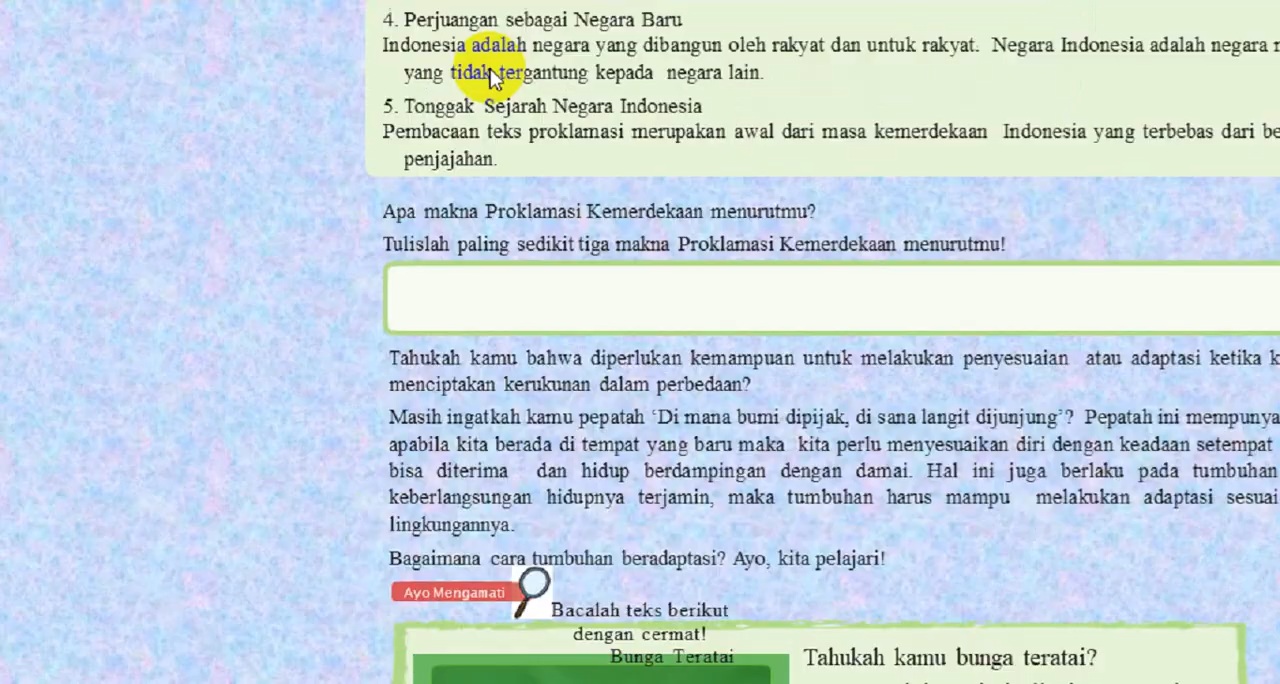 4. Perjuangan sebagai Negara Baru
Indonesia adalah negara yang dibangun oleh rakyat dan untuk rakyat. Negara Indonesia adalah negara
yang tidak tergantung kepada negara lain.
5. Tonggak Sejarah Negara Indonesia
Pembacaan teks proklamasi merupakan awal dari masa kemerdekaan Indonesia yang terbebas dari
penjajahan.
Apa makna Proklamasi Kemerdekaan menurutmu?
Tulislah paling sedikit tiga makna Proklamasi Kemerdekaan menurutmu!
Tahukah kamu bahwa diperlukan kemampuan untuk melakukan penyesuaian atau adaptasi ketika
menciptakan kerukunan dalam perbedaan?
Masih ingatkah kamu pepatah ‘Di mana bumi dipijak, di sana langit dijunjung’? Pepatah ini mempunya
apabila kita berada di tempat yang baru maka kita perlu menyesuaikan diri dengan keadaan setempat
bisa diterima dan hidup berdampingan dengan damai. Hal ini juga berlaku pada tumbuhan
keberlangsungan hidupnya terjamin, maka tumbuhan harus mampu melakukan adaptasi sesuai
lingkungannya.
Bagaimana cara tumbuhan beradaptasi? Ayo, kita pelajari!
Ayo Mengamati
Bacalah teks berikut
dengan cermat!
Bunga Teratai
Tahukah kamu bunga teratai?